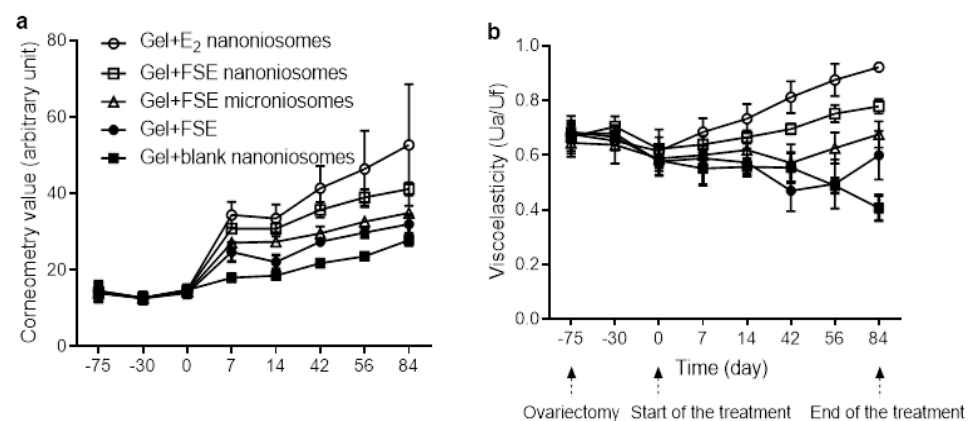 a
80
60
40
20
0
Corneometry value (arbitrary unit)
Gel+E2 nanoniosomes
Gel+FSE nanoniosomes
Gel+FSE microniosomes
Gel+FSE
Gel+blank nanoniosomes
-75 -30 0 7 14 42 56 84
b
1.0
0.8
0.6
0.4
0.2
0.0
Viscoelasticity (Ua/Uf)
-75 -30 0 7 14 42 56 84
Time (day)
Ovariectomy Start of the treatment End of the treatment